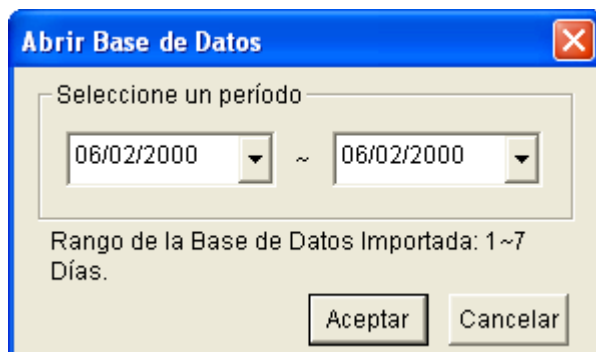 Abrir Base de Datos
Seleccione un período
06/02/2000 ~ 06/02/2000
Rango de la Base de Datos Importada: 1~7
Días.
Aceptar Cancelar